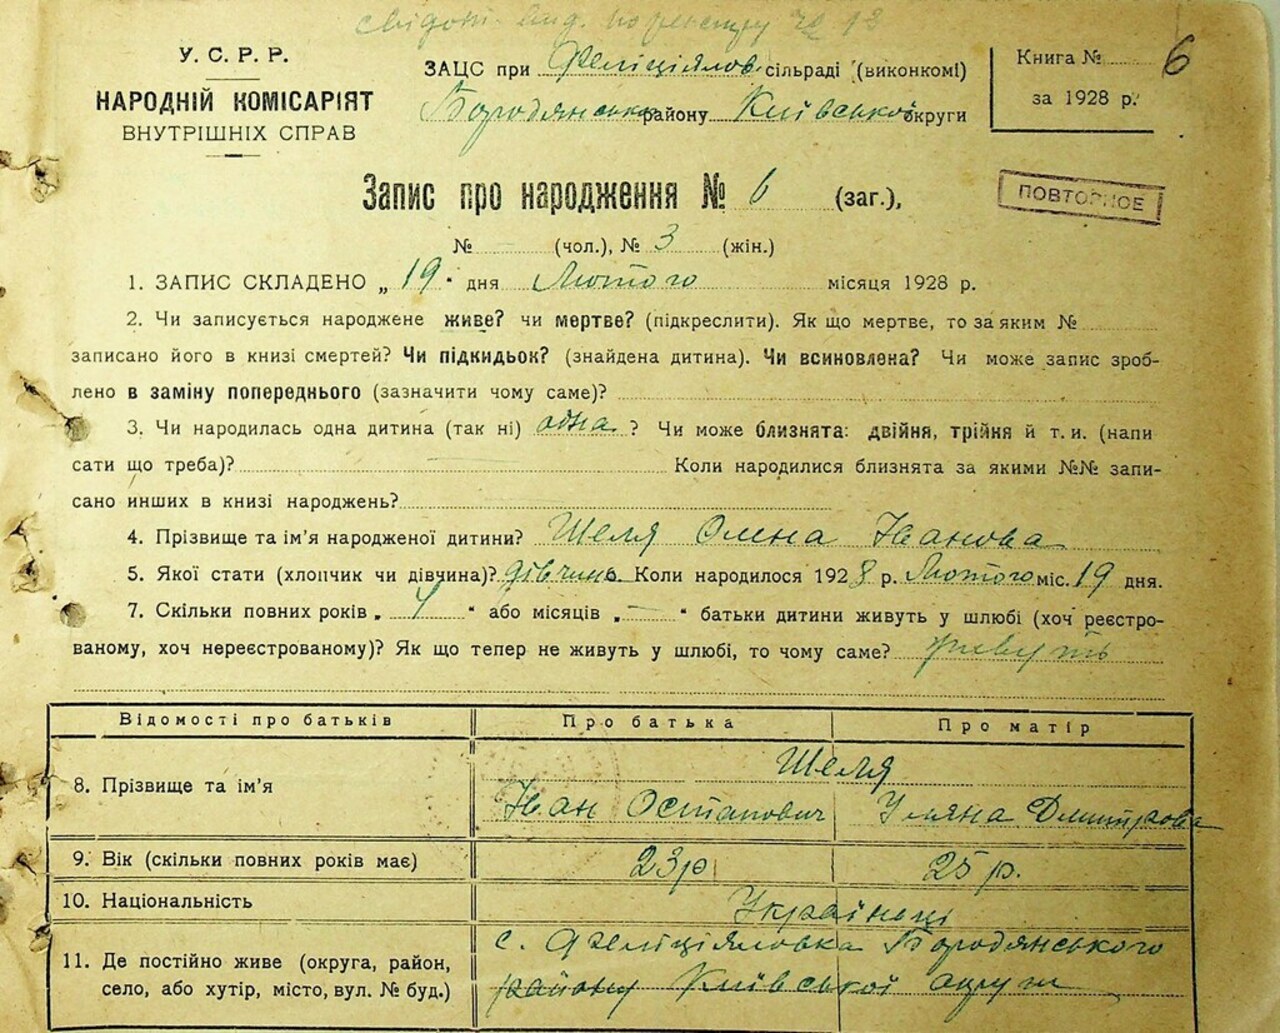 свідоц. вид. по реєстру № 13
У. С. Р. Р.
НАРОДНІЙ КОМІСАРІЯТ
ВНУТРІШНІХ СПРАВ
ЗАЦС при Феліціялов. сільраді (виконкомі)
Бородянського району Київської округи
Книга № 6
за 1928 р.
Запис про народження № 6 (заг.),
ПОВТОРНОЕ
№ — (чол.), № 3 (жін.)
1. ЗАПИС СКЛАДЕНО „ 19 " дня Лютого місяця 1928 р.
2. Чи записується народжене живе? чи мертве? (підкреслити). Як що мертве, то за яким №
записано його в книзі смертей? Чи підкидьок? (знайдена дитина). Чи всиновлена? Чи може запис зроб-
лено в заміну попереднього (зазначити чому саме)?
3. Чи народилась одна дитина (так ні) одна ? Чи може близнята: двійня, трійня й т. и. (напи
сати що треба)? — Коли народилися близнята за якими №№ запи-
сано инших в книзі народжень?
4. Прізвище та ім'я народженої дитини? Шеля Олена Іванова
5. Якої стати (хлопчик чи дівчина)? дівчина Коли народилося 1928 р. Лютого міс. 19 дня.
7. Скільки повних років „ 4 " або місяців „ — " батьки дитини живуть у шлюбі (хоч реєстро-
ваному, хоч нереєстрованому)? Як що тепер не живуть у шлюбі, то чому саме? живуть
Відомості про батьків Про батька Про матір
8. Прізвище та ім'я Шеля
Іван Остапович Уляна Дмитрова
9. Вік (скільки повних років має) 23 р 25 р.
10. Національність Українці
11. Де постійно живе (округа, район,
село, або хутір, місто, вул. № буд.)
с. Феліціяловка Бородянського
району Київської округи